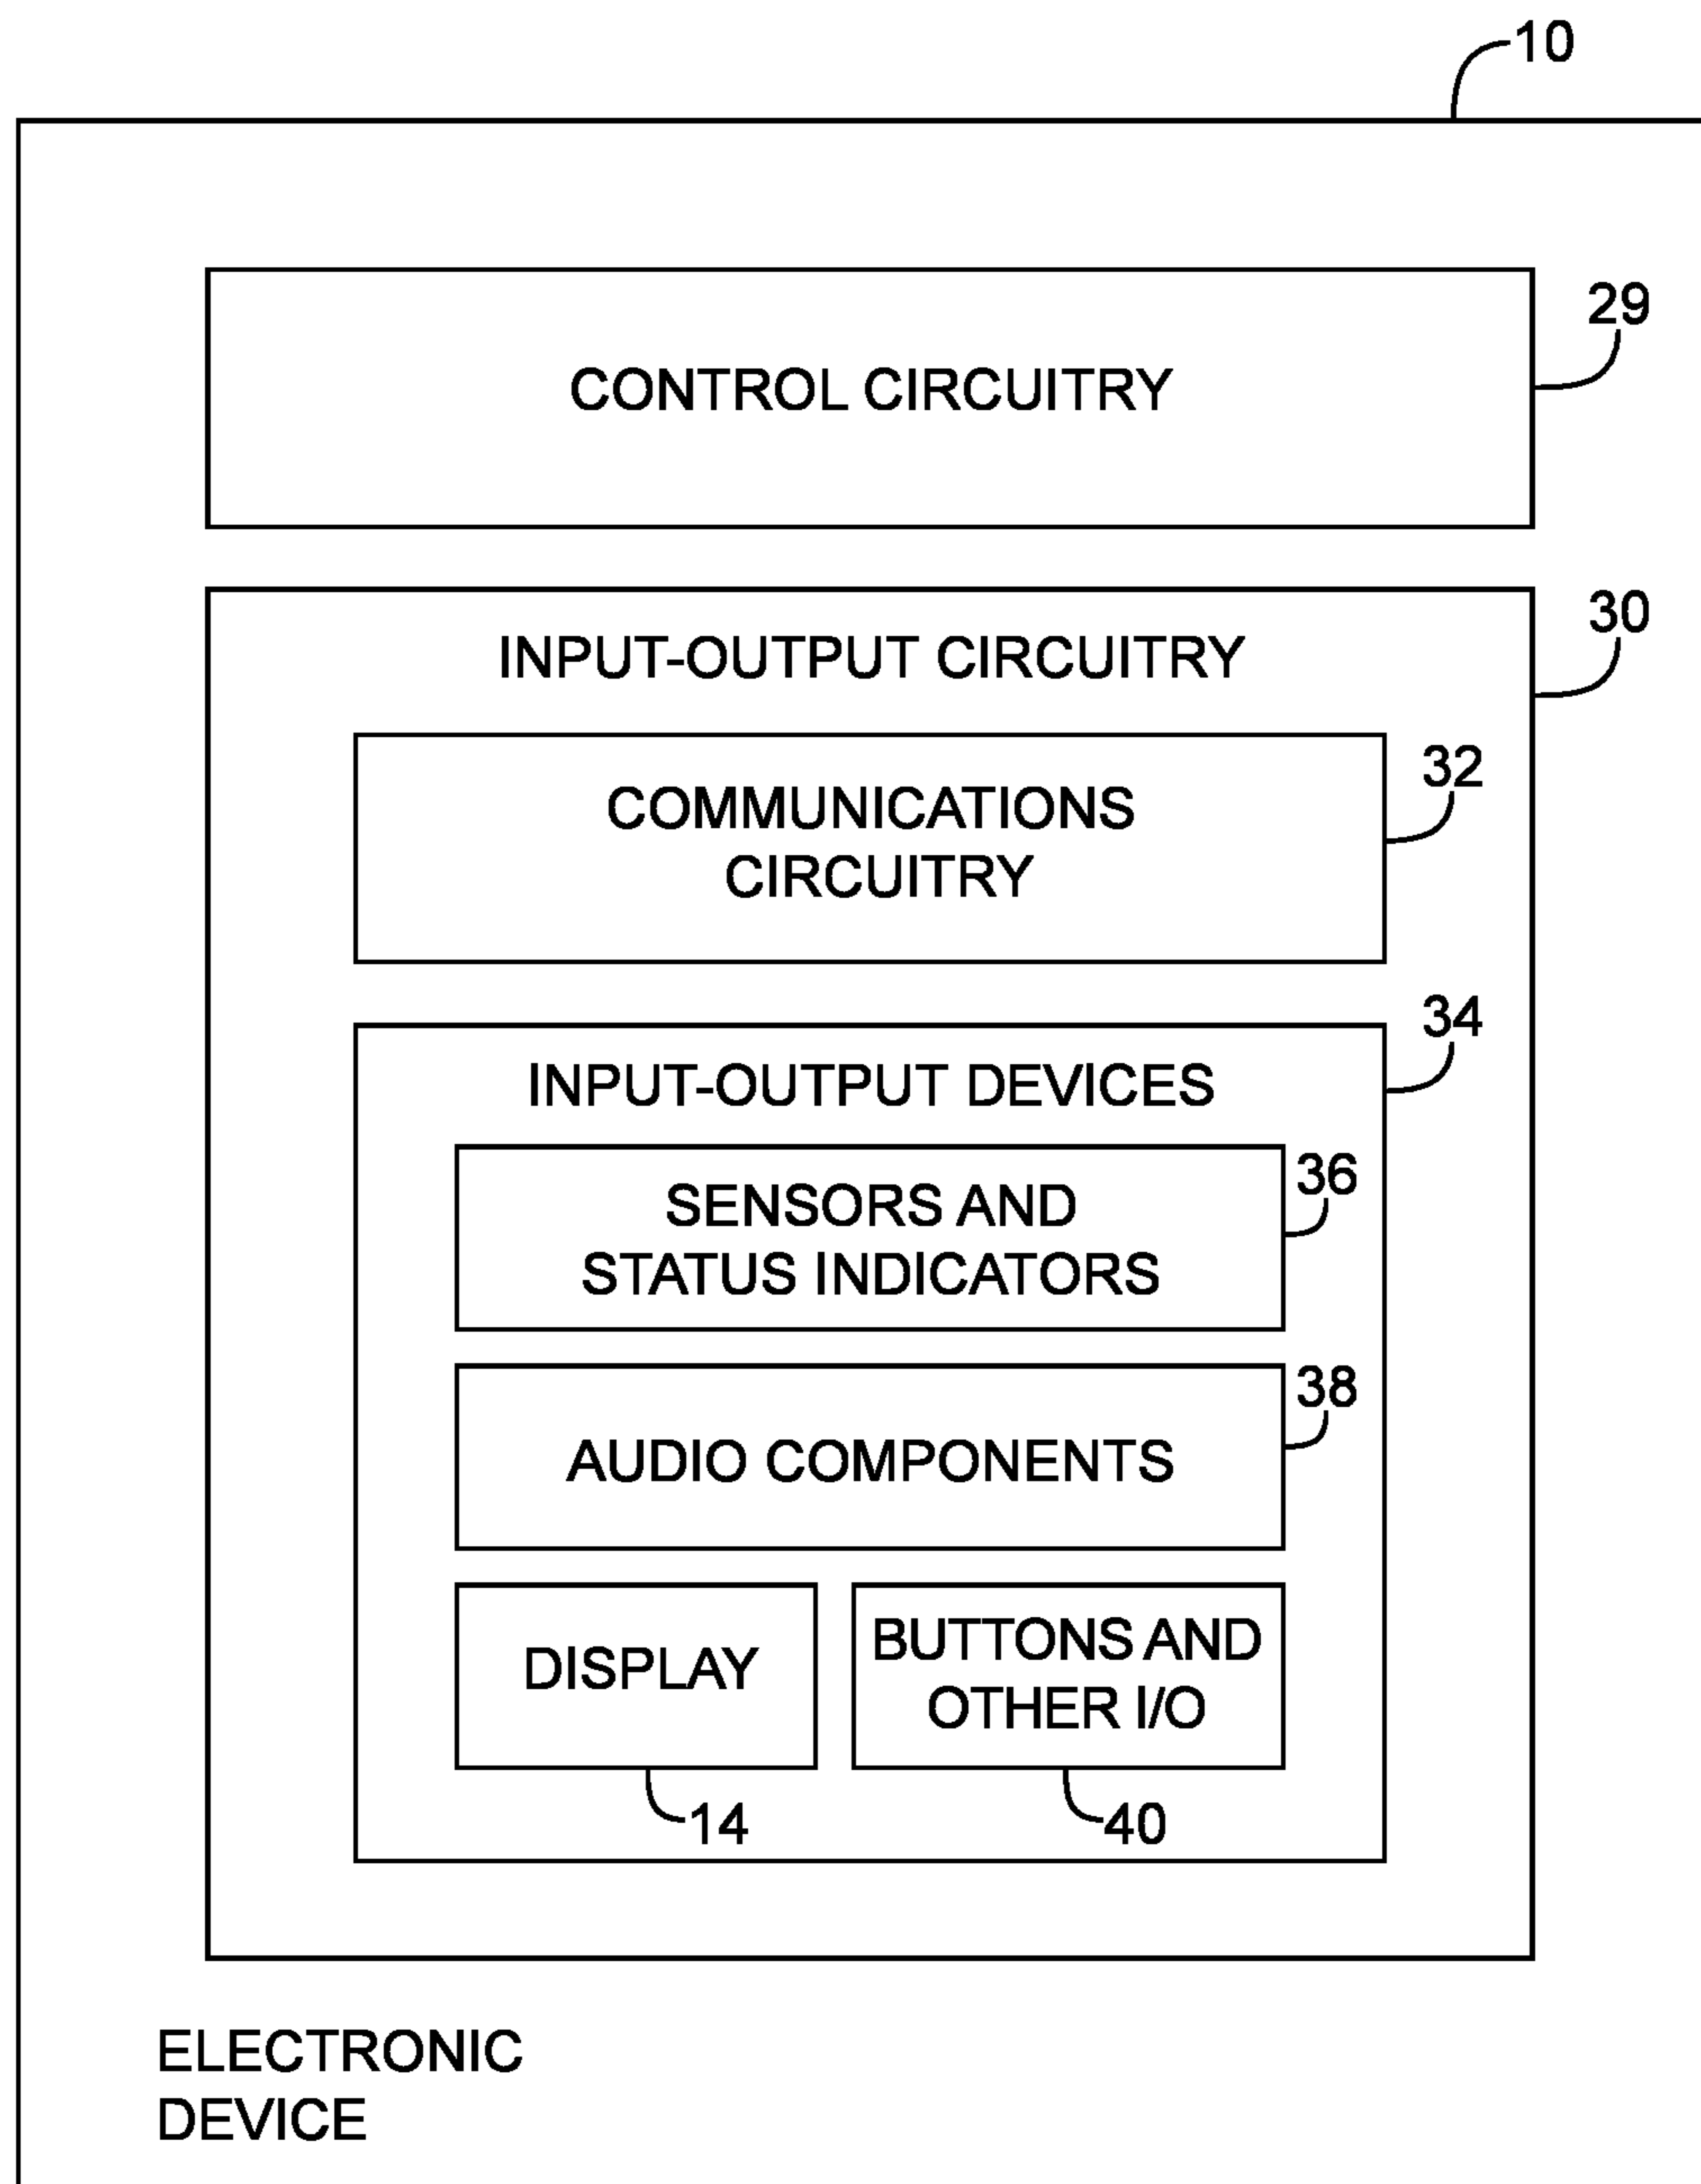 10
CONTROL CIRCUITRY
29
INPUT-OUTPUT CIRCUITRY
30
COMMUNICATIONS
CIRCUITRY
32
INPUT-OUTPUT DEVICES
34
SENSORS AND
STATUS INDICATORS
36
AUDIO COMPONENTS
38
DISPLAY
14
BUTTONS AND
OTHER I/O
40
ELECTRONIC
DEVICE